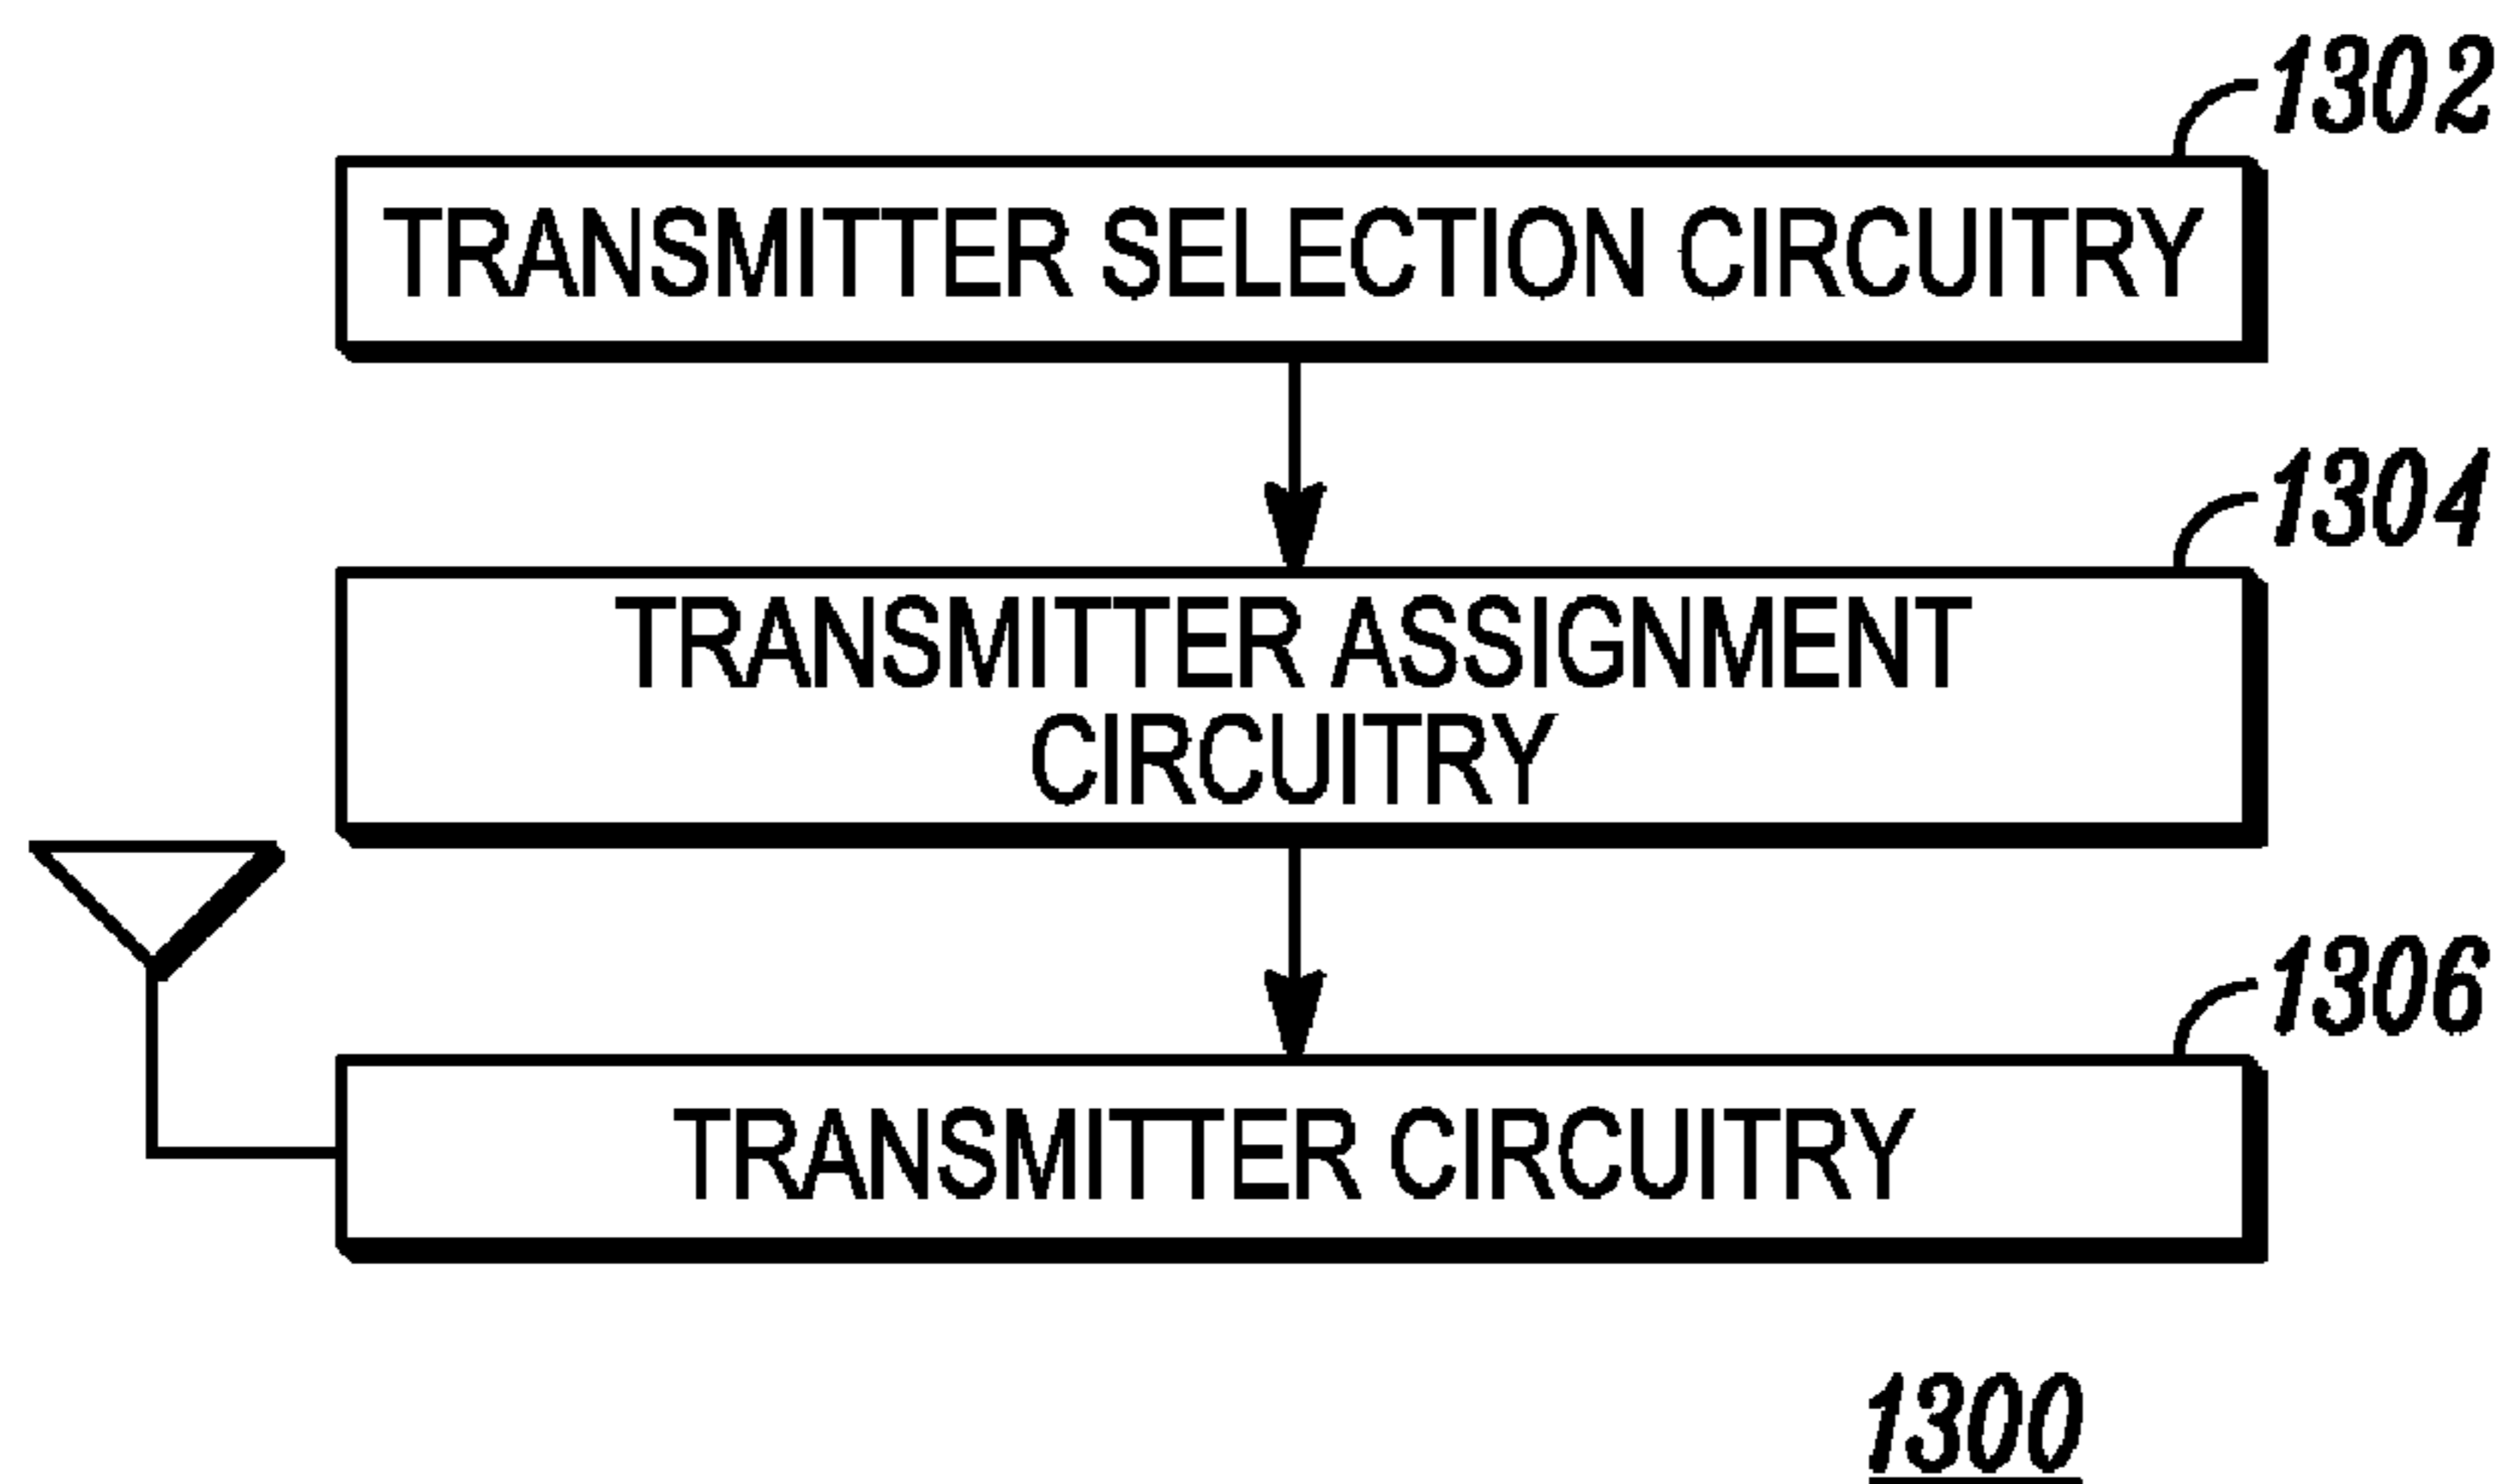 1302
TRANSMITTER SELECTION CIRCUITRY
1304
TRANSMITTER ASSIGNMENT
CIRCUITRY
1306
TRANSMITTER CIRCUITRY
1300